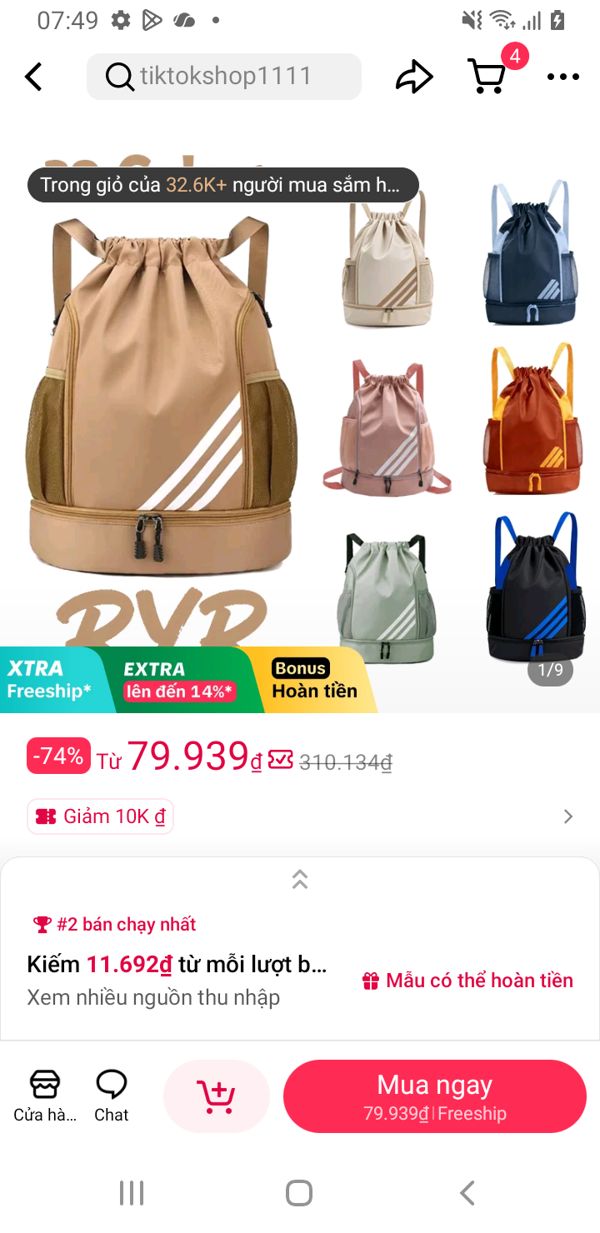 07:49
tiktokshop1111
4
Trong giỏ của 32.6K+ người mua sắm h...
RYR
1/9
XTRA
Freeship*
EXTRA
lên đến 14%*
Bonus
Hoàn tiền
-74% Từ 79.939₫ 310.134₫
Giảm 10K ₫
#2 bán chạy nhất
Kiếm 11.692₫ từ mỗi lượt b...
Xem nhiều nguồn thu nhập
Mẫu có thể hoàn tiền
Cửa hà...
Chat
Mua ngay
79.939₫ | Freeship